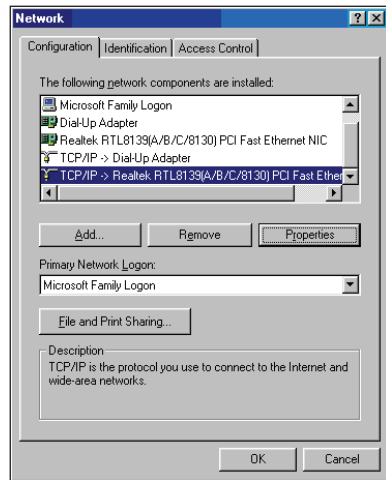 Network
Configuration Identification Access Control
The following network components are installed:
Microsoft Family Logon
Dial-Up Adapter
Realtek RTL8139(A/B/C/8130) PCI Fast Ethernet NIC
TCP/IP -> Dial-Up Adapter
TCP/IP -> Realtek RTL8139(A/B/C/8130) PCI Fast Ether
Add... Remove Properties
Primary Network Logon:
Microsoft Family Logon
File and Print Sharing...
Description
TCP/IP is the protocol you use to connect to the Internet and
wide-area networks.
OK Cancel